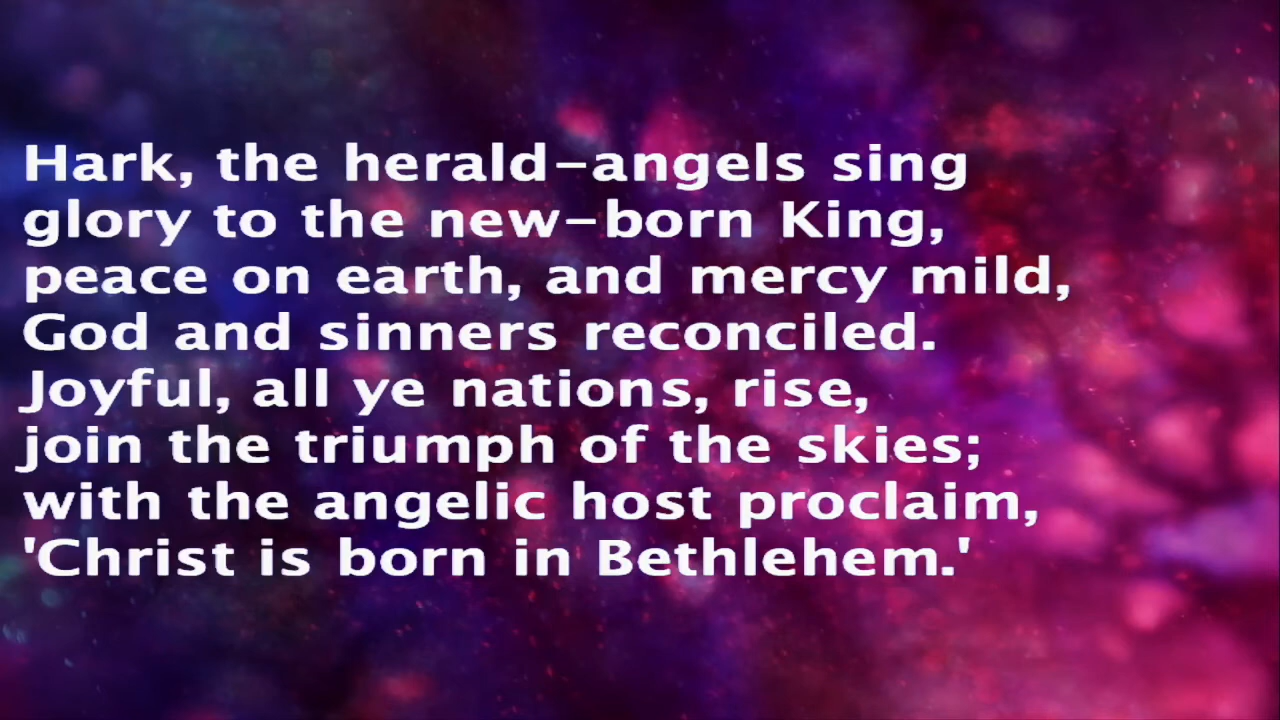 Hark, the herald-angels sing
glory to the new-born King,
peace on earth, and mercy mild,
God and sinners reconciled.
Joyful, all ye nations, rise,
join the triumph of the skies;
with the angelic host proclaim,
'Christ is born in Bethlehem.'